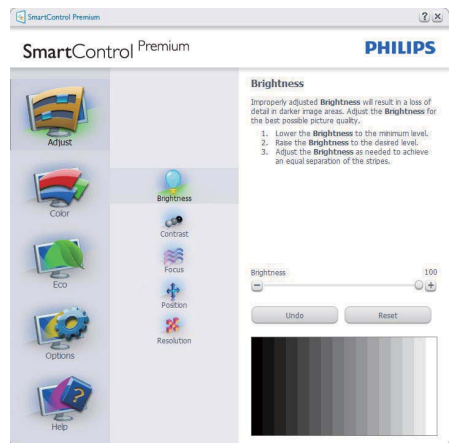 SmartControl Premium
SmartControl Premium
PHILIPS
Adjust
Color
Eco
Options
Help
Brightness
Contrast
Focus
Position
Resolution
Brightness
Improperly adjusted Brightness will result in a loss of
detail in darker image areas. Adjust the Brightness for
the best possible picture quality.
1. Lower the Brightness to the minimum level.
2. Raise the Brightness to the desired level.
3. Adjust the Brightness as needed to achieve
an equal separation of the stripes.
Brightness 100
Undo Reset